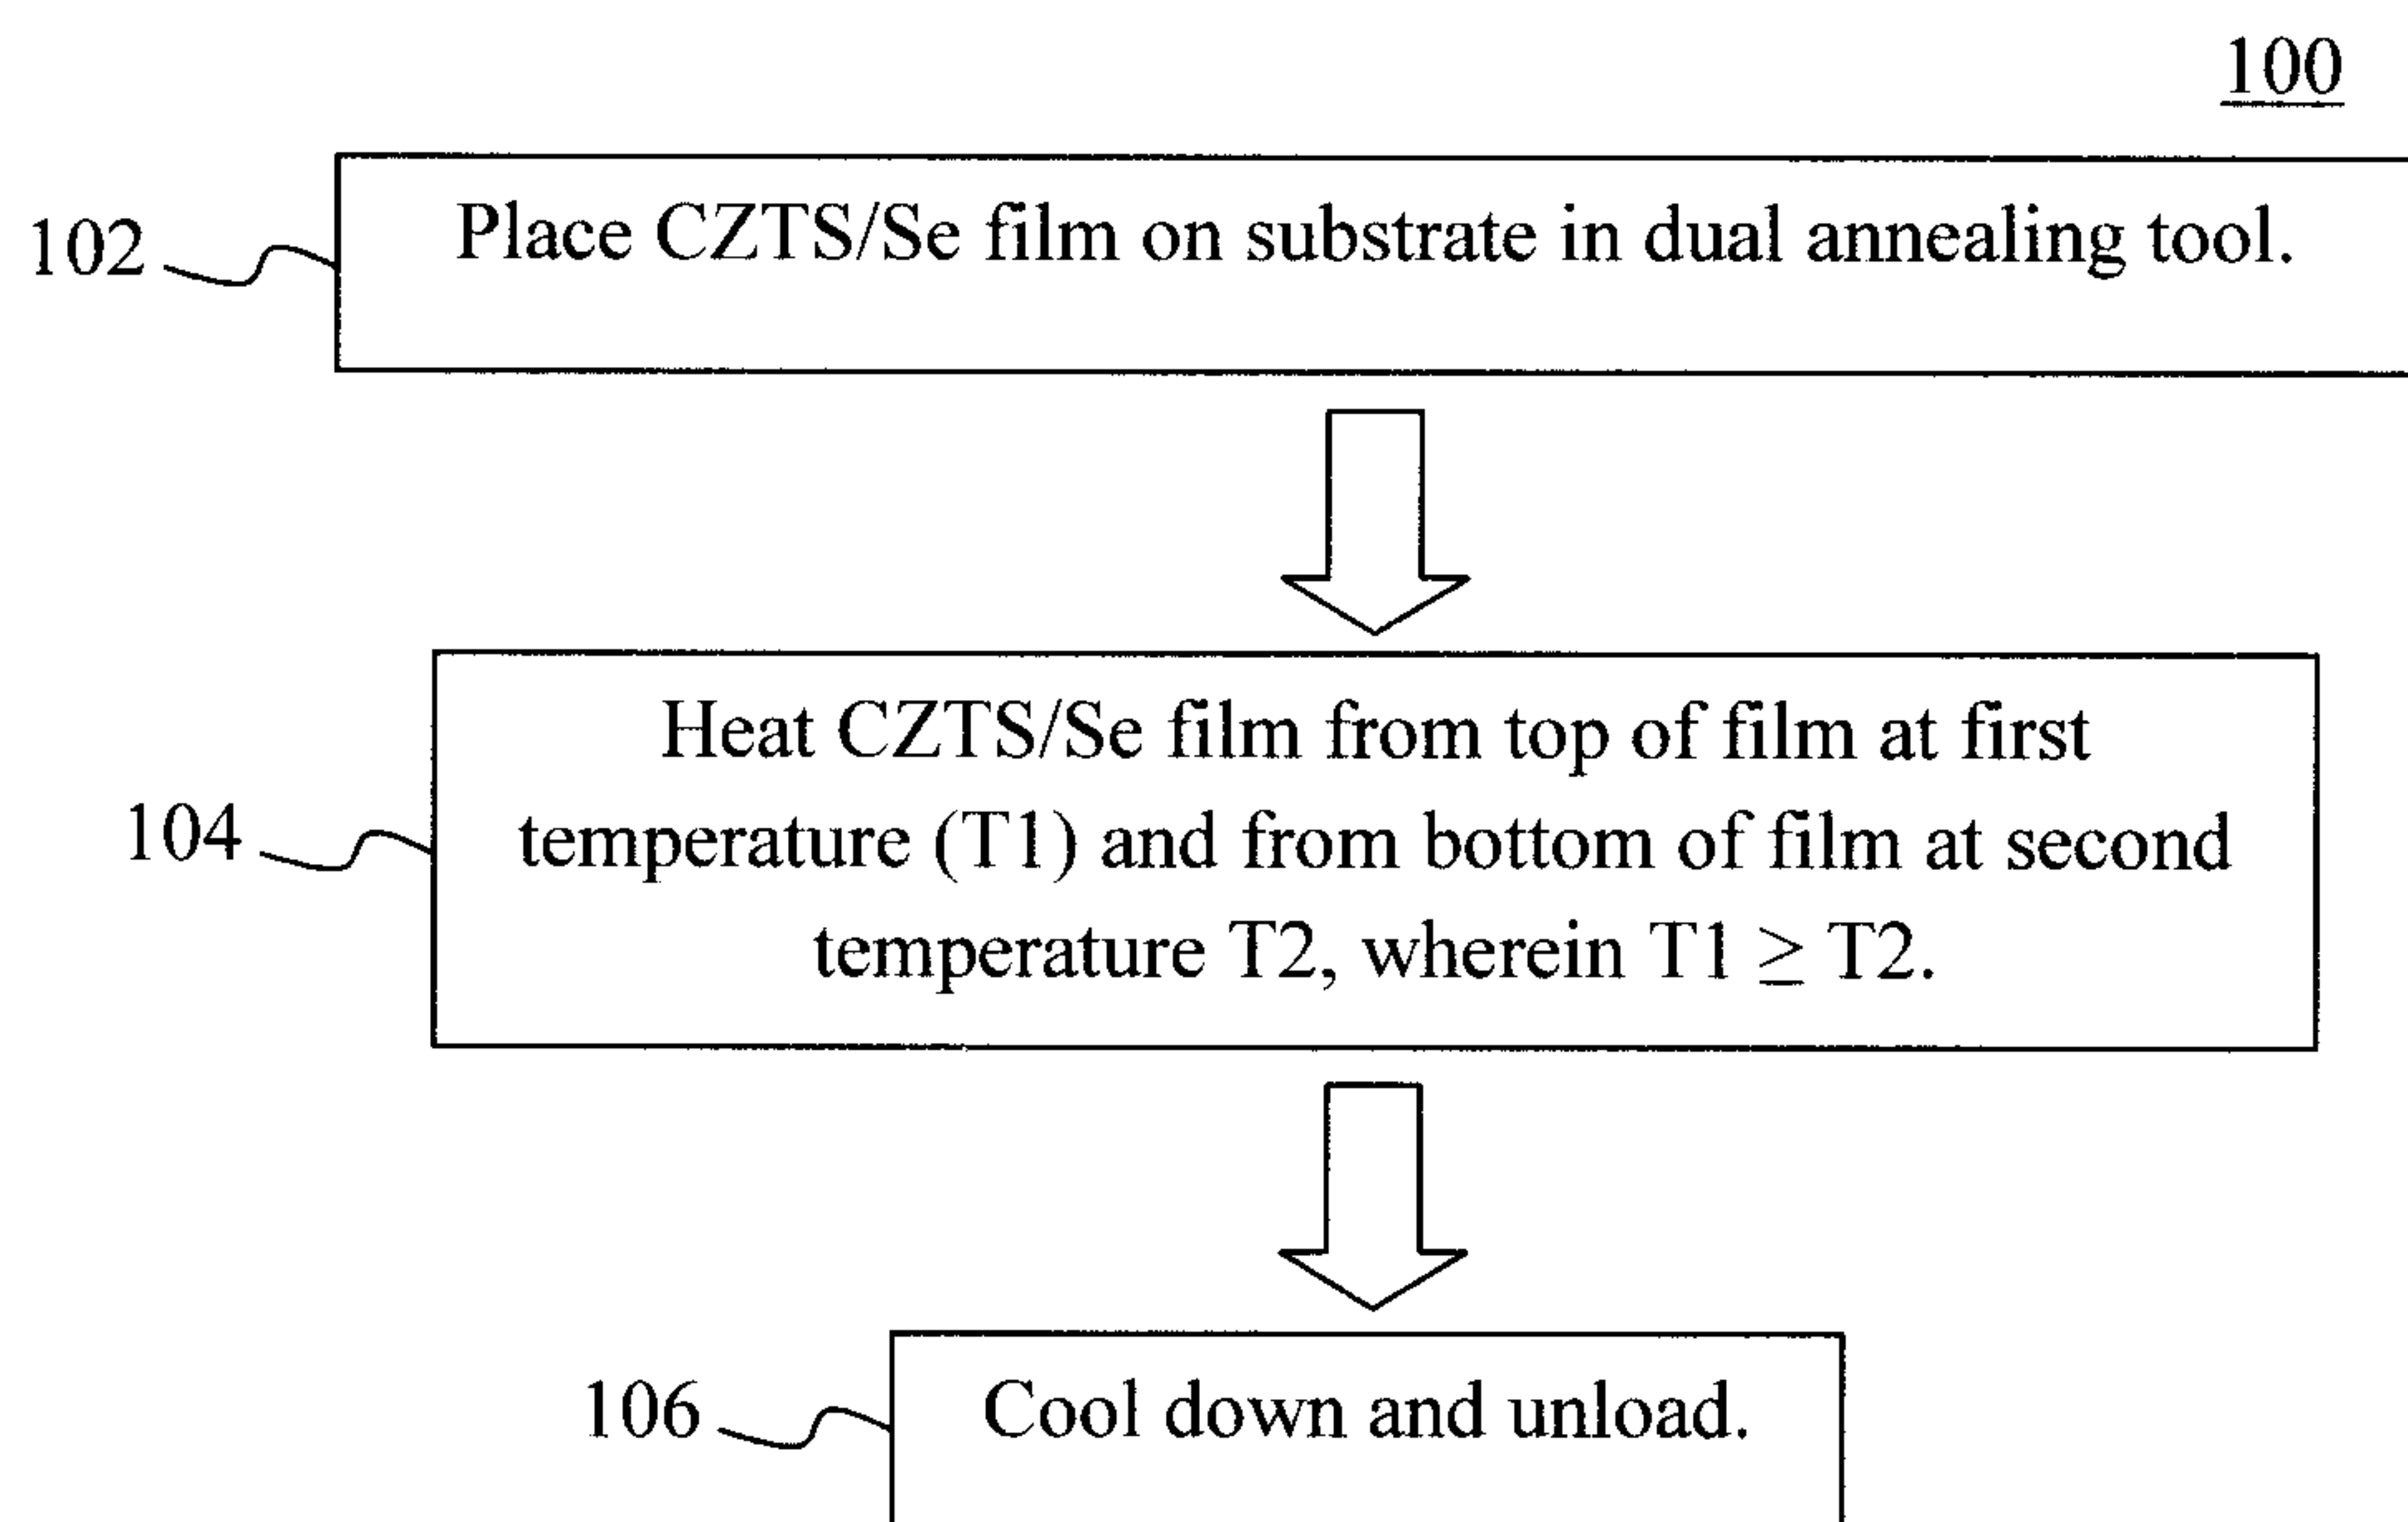 100
102
Place CZTS/Se film on substrate in dual annealing tool.
104
Heat CZTS/Se film from top of film at first
temperature (T1) and from bottom of film at second
temperature T2, wherein T1 ≥ T2.
106
Cool down and unload.